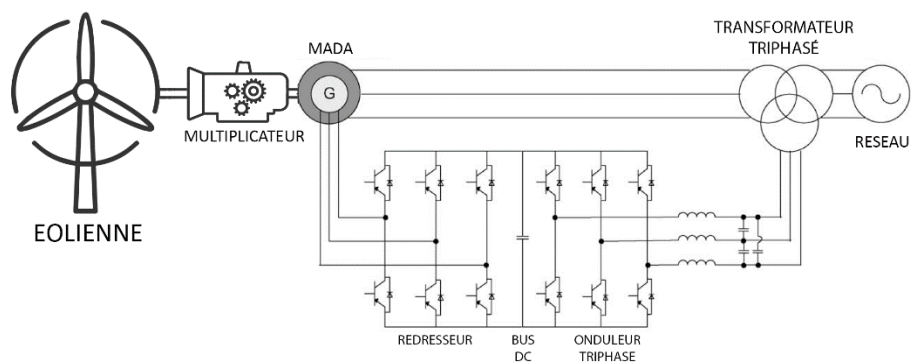 TRANSFORMATEUR
TRIPHASÉ
MADA
G
MULTIPLICATEUR
RESEAU
EOLIENNE
REDRESSEUR
BUS
DC
ONDULEUR
TRIPHASE